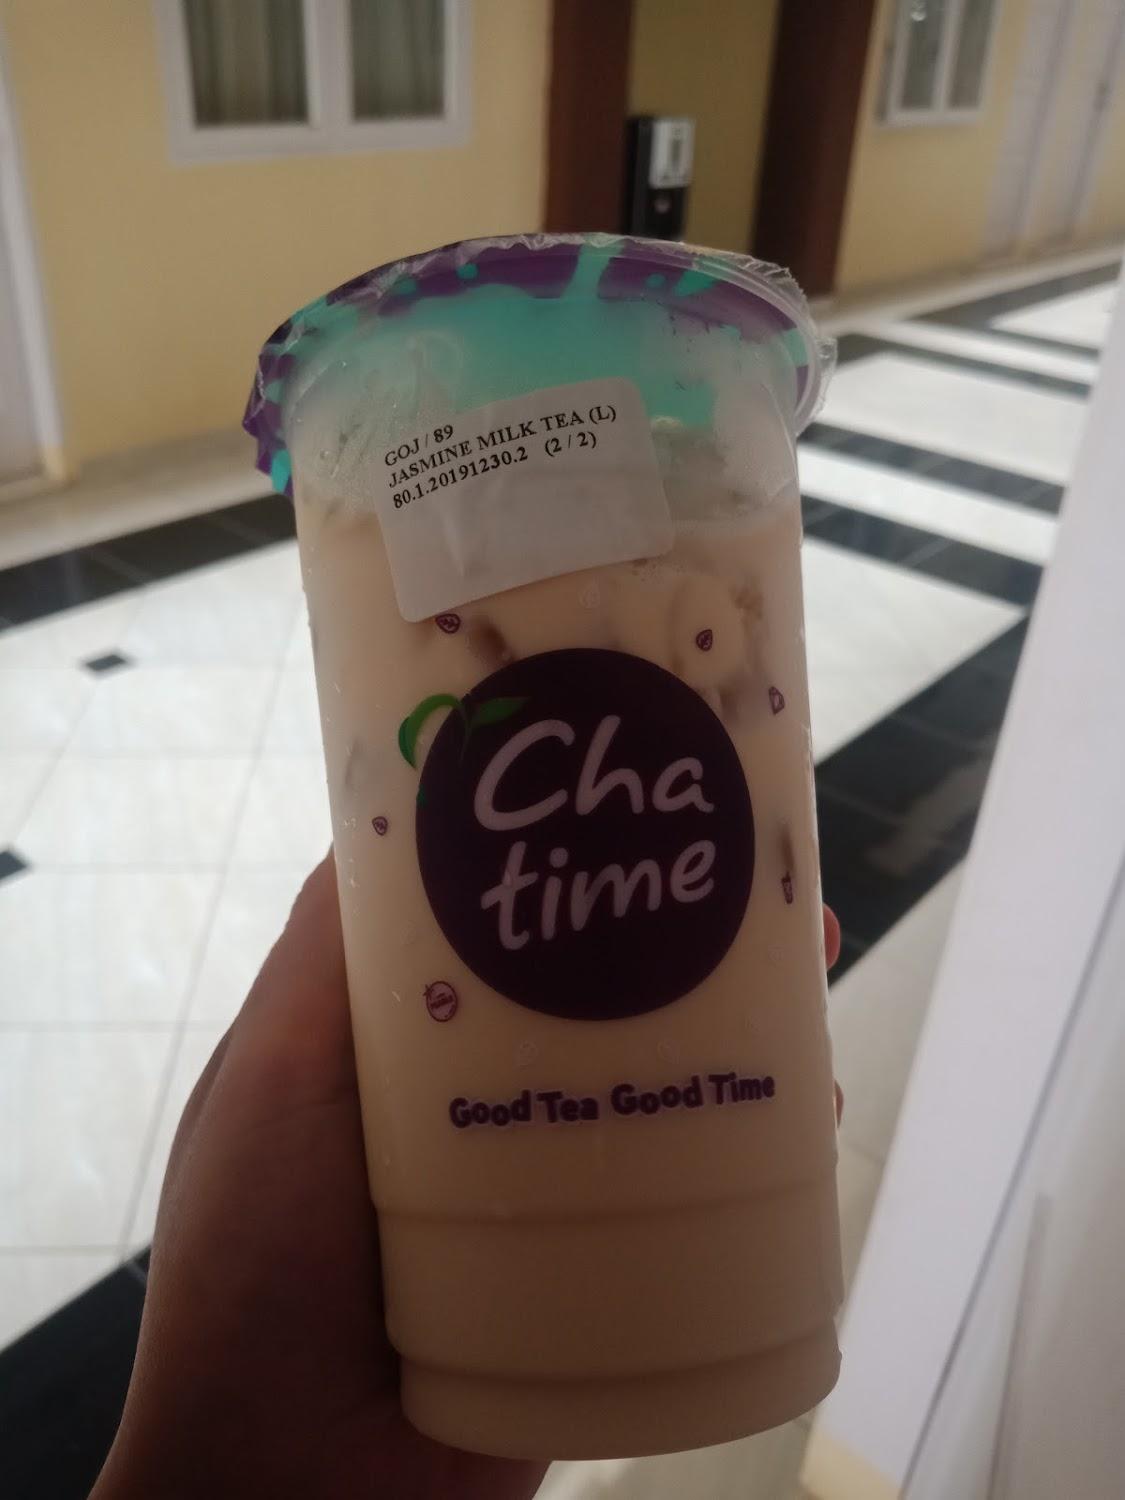 GOJ / 89
JASMINE MILK TEA (L)
80.1.20191230.2 (2 / 2)
Cha
time
Good Tea Good Time